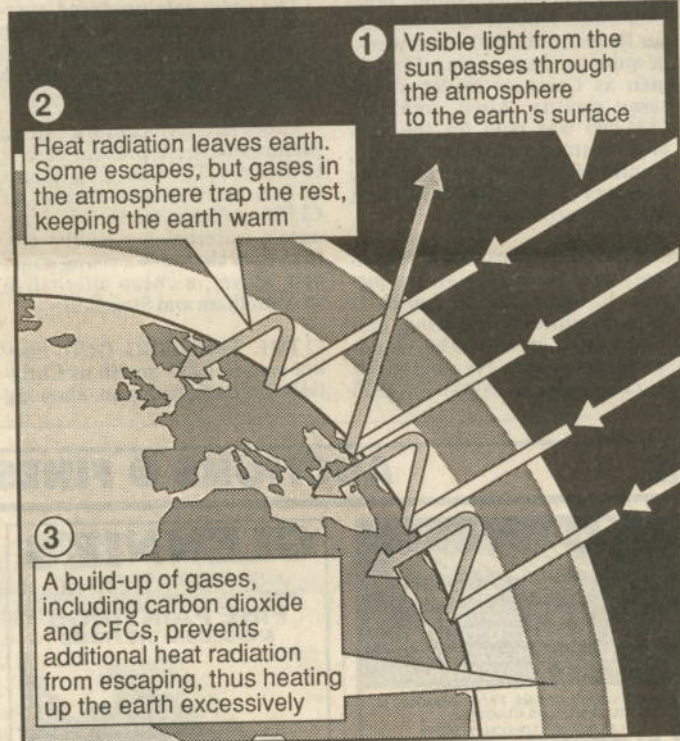 1
Visible light from the
sun passes through
the atmosphere
to the earth's surface
2
Heat radiation leaves earth.
Some escapes, but gases in
the atmosphere trap the rest,
keeping the earth warm
3
A build-up of gases,
including carbon dioxide
and CFCs, prevents
additional heat radiation
from escaping, thus heating
up the earth excessively